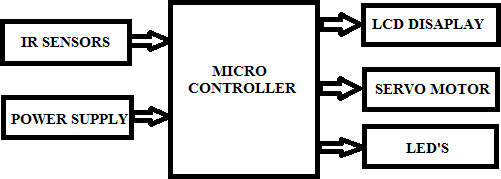 IR SENSORS
POWER SUPPLY
MICRO
CONTROLLER
LCD DISAPLAY
SERVO MOTOR
LED'S